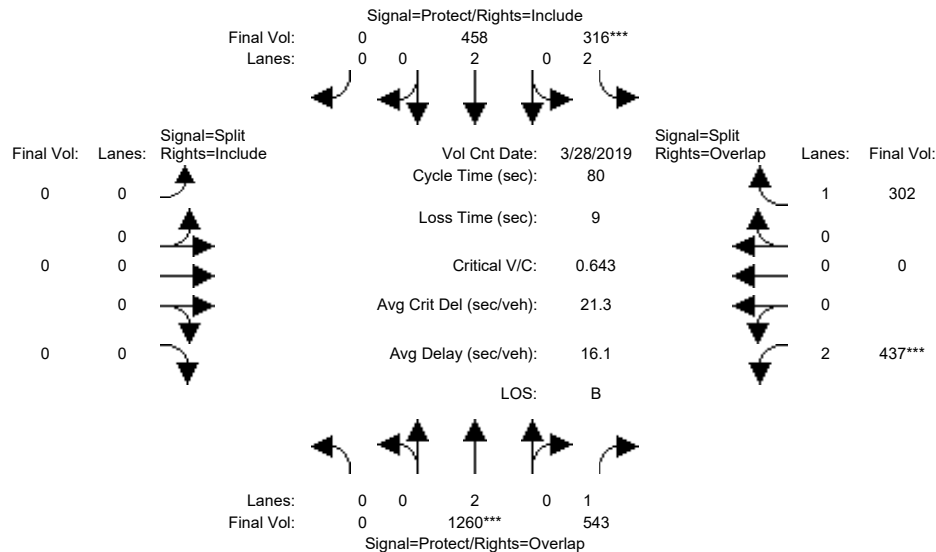 Signal=Protect/Rights=Include
Final Vol: 0 458 316***
Lanes: 0 0 2 0 2
Signal=Split
Final Vol: Lanes: Rights=Include
Vol Cnt Date: 3/28/2019
Signal=Split
Rights=Overlap Lanes: Final Vol:
Cycle Time (sec): 80
0 0
1 302
Loss Time (sec): 9
0
0
0 0
Critical V/C: 0.643
0 0
0
Avg Crit Del (sec/veh): 21.3
0
0 0
Avg Delay (sec/veh): 16.1
2 437***
LOS: B
Lanes: 0 0 2 0 1
Final Vol: 0 1260*** 543
Signal=Protect/Rights=Overlap